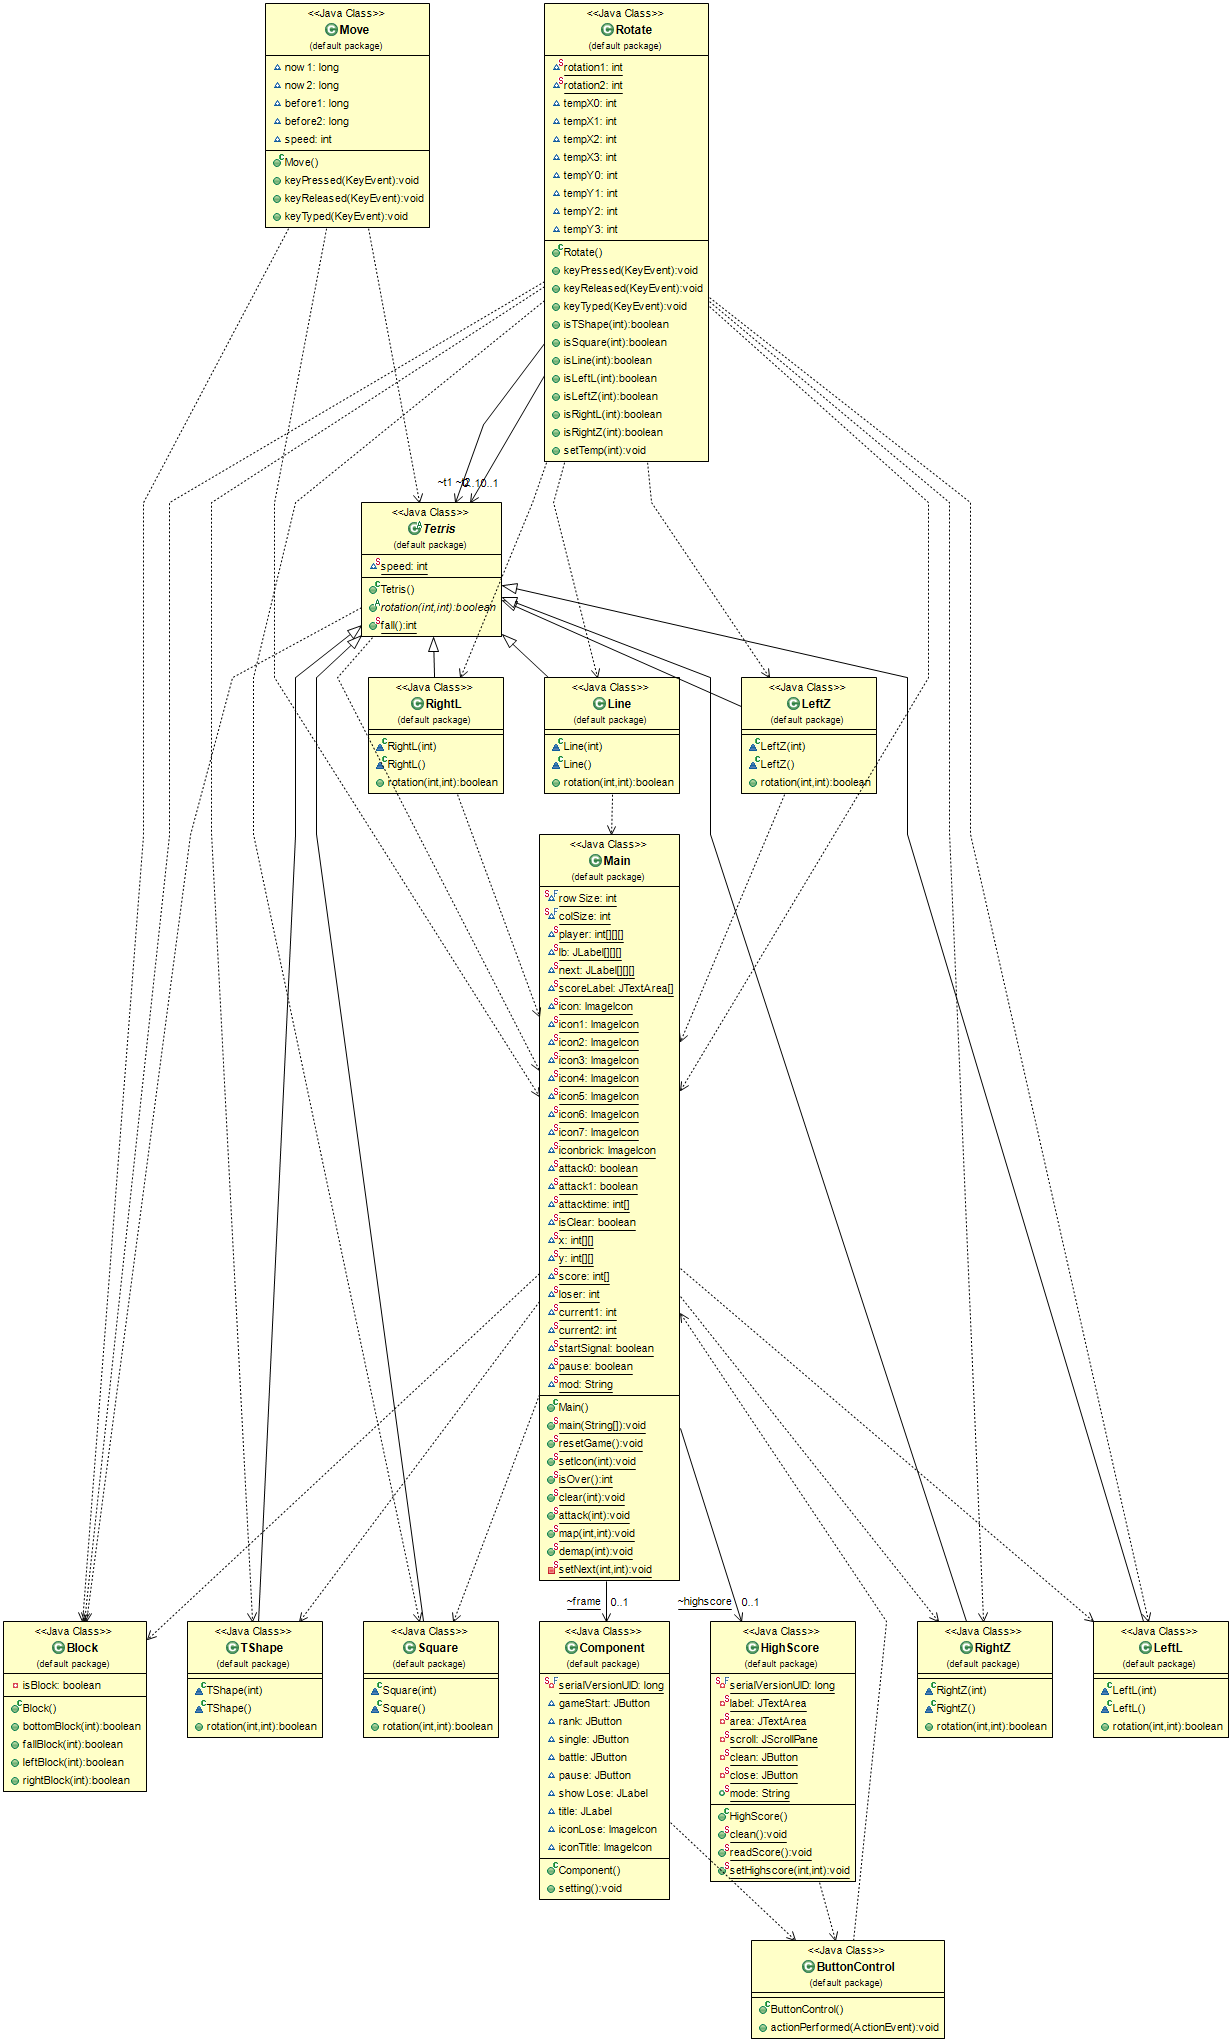 <<Java Class>>
Move
(default package)
now1: long
now2: long
before1: long
before2: long
speed: int
Move()
keyPressed(KeyEvent):void
keyReleased(KeyEvent):void
keyTyped(KeyEvent):void
<<Java Class>>
Rotate
(default package)
rotation1: int
rotation2: int
tempX0: int
tempX1: int
tempX2: int
tempX3: int
tempY0: int
tempY1: int
tempY2: int
tempY3: int
Rotate()
keyPressed(KeyEvent):void
keyReleased(KeyEvent):void
keyTyped(KeyEvent):void
isTShape(int):boolean
isSquare(int):boolean
isLine(int):boolean
isLeftL(int):boolean
isLeftZ(int):boolean
isRightL(int):boolean
isRightZ(int):boolean
setTemp(int):void
~t1
0..1
<<Java Class>>
Tetris
(default package)
speed: int
Tetris()
rotation(int,int):boolean
fall():int
<<Java Class>>
RightL
(default package)
RightL(int)
RightL()
rotation(int,int):boolean
<<Java Class>>
Line
(default package)
Line(int)
Line()
rotation(int,int):boolean
<<Java Class>>
LeftZ
(default package)
LeftZ(int)
LeftZ()
rotation(int,int):boolean
<<Java Class>>
Main
(default package)
rowSize: int
colSize: int
player: int[][][]
lb: JLabel[][][]
next: JLabel[][][]
scoreLabel: JTextArea[]
icon: ImageIcon
icon1: ImageIcon
icon2: ImageIcon
icon3: ImageIcon
icon4: ImageIcon
icon5: ImageIcon
icon6: ImageIcon
icon7: ImageIcon
iconbrick: ImageIcon
attack0: boolean
attack1: boolean
attacktime: int[]
isClear: boolean
x: int[][]
y: int[][]
score: int[]
loser: int
current1: int
current2: int
startSignal: boolean
pause: boolean
mod: String
Main()
main(String[]):void
resetGame():void
setIcon(int):void
isOver():int
clear(int):void
attack(int):void
map(int,int):void
demap(int):void
setNext(int,int):void
~frame 0..1
~highscore 0..1
<<Java Class>>
Block
(default package)
isBlock: boolean
Block()
bottomBlock(int):boolean
fallBlock(int):boolean
leftBlock(int):boolean
rightBlock(int):boolean
<<Java Class>>
TShape
(default package)
TShape(int)
TShape()
rotation(int,int):boolean
<<Java Class>>
Square
(default package)
Square(int)
Square()
rotation(int,int):boolean
<<Java Class>>
Component
(default package)
serialVersionUID: long
gameStart: JButton
rank: JButton
single: JButton
battle: JButton
pause: JButton
showLose: JLabel
title: JLabel
iconLose: ImageIcon
iconTitle: ImageIcon
Component()
setting():void
<<Java Class>>
HighScore
(default package)
serialVersionUID: long
label: JTextArea
area: JTextArea
scroll: JScrollPane
clean: JButton
close: JButton
mode: String
HighScore()
clean():void
readScore():void
setHighscore(int,int):void
<<Java Class>>
RightZ
(default package)
RightZ(int)
RightZ()
rotation(int,int):boolean
<<Java Class>>
LeftL
(default package)
LeftL(int)
LeftL()
rotation(int,int):boolean
<<Java Class>>
ButtonControl
(default package)
ButtonControl()
actionPerformed(ActionEvent):void